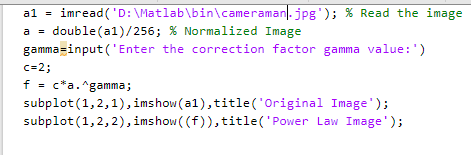 a1 = imread('D:\Matlab\bin\cameraman.jpg'); % Read the image
a = double(a1)/256; % Normalized Image
gamma=input('Enter the correction factor gamma value:')
c=2;
f = c*a.^gamma;
subplot(1,2,1),imshow(a1),title('Original Image');
subplot(1,2,2),imshow((f)),title('Power Law Image');